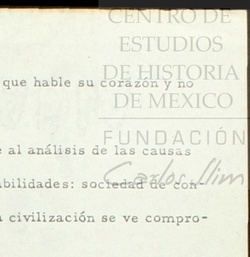 CENTRO DE
ESTUDIOS
que hable su corazón y no
DE HISTORIA
DE MEXICO
FUNDACIÓN
e al análisis de las causas
Carlos Slim
abilidades: sociedad de con-
a civilización se ve compro-